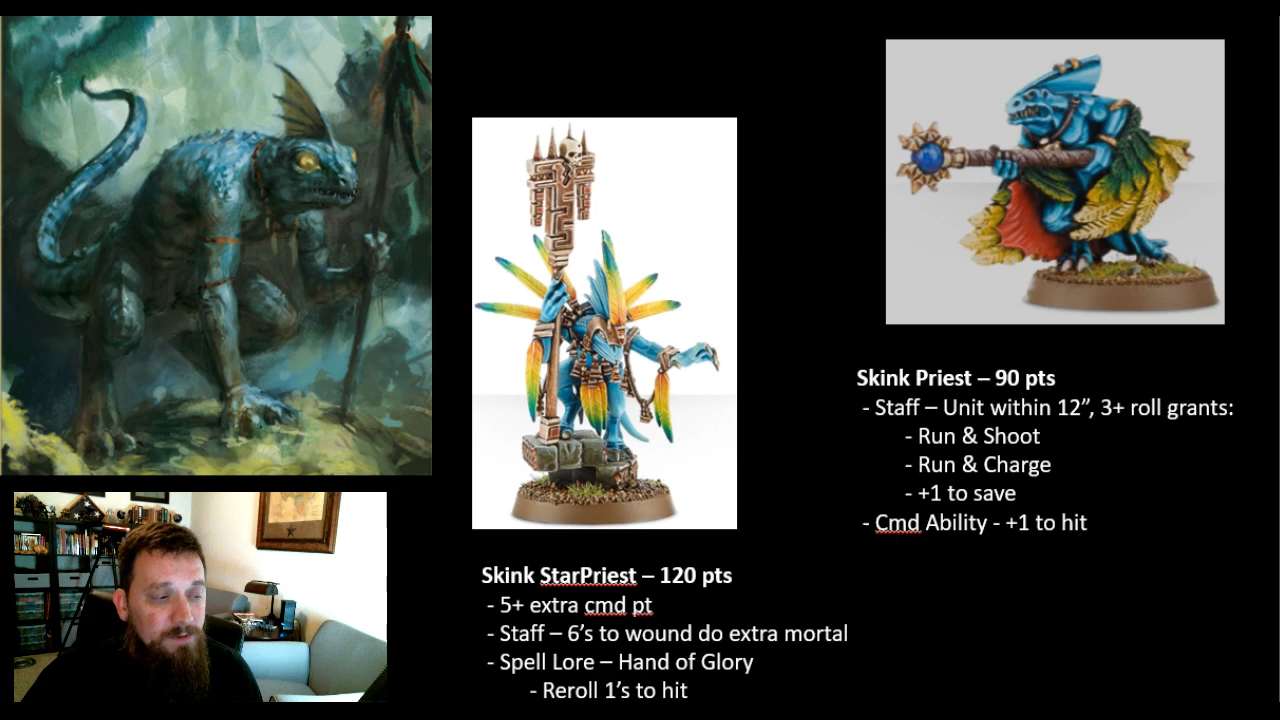 Skink StarPriest – 120 pts
- 5+ extra cmd pt
- Staff – 6’s to wound do extra mortal
- Spell Lore – Hand of Glory
- Reroll 1’s to hit
Skink Priest – 90 pts
- Staff – Unit within 12”, 3+ roll grants:
- Run & Shoot
- Run & Charge
- +1 to save
- Cmd Ability - +1 to hit